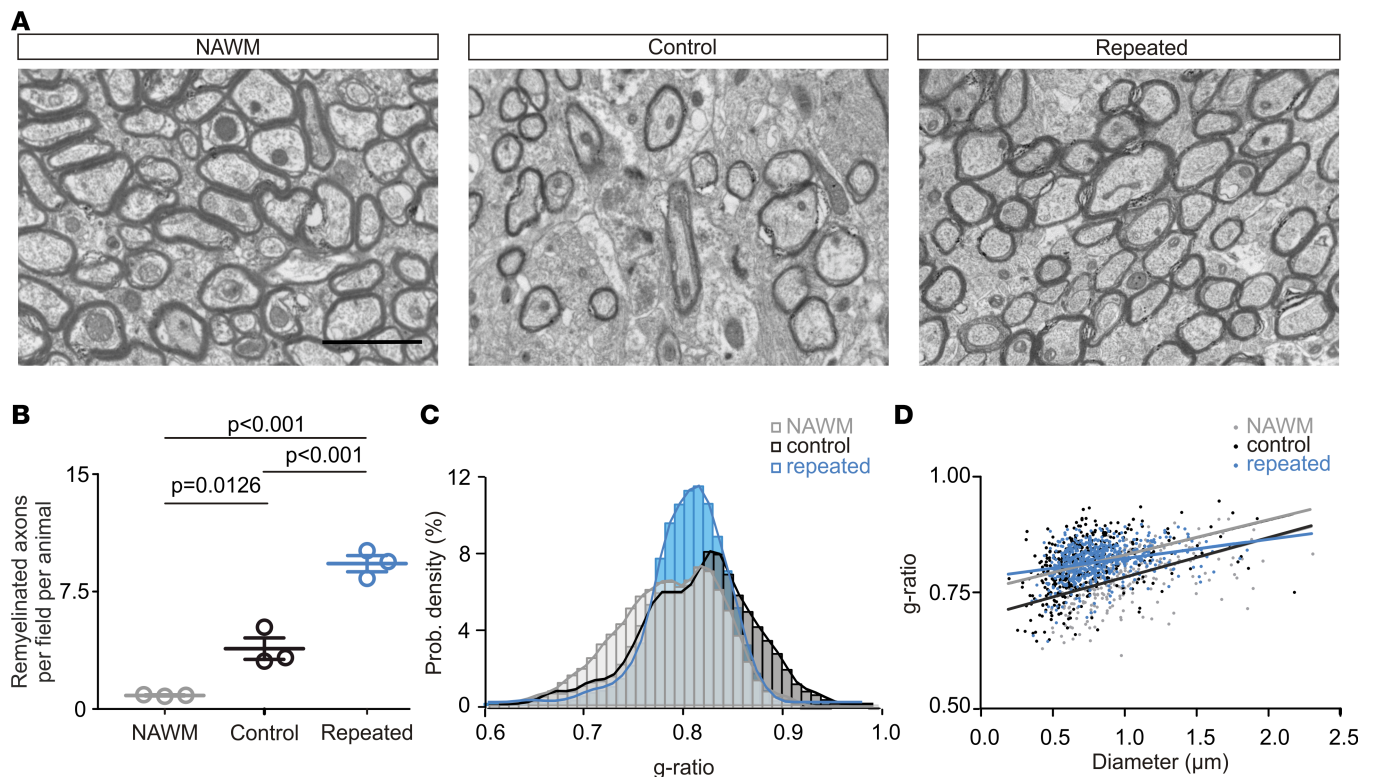 A
NAWM
Control
Repeated
B
p<0.001
p<0.001
p=0.0126
Remyelinated axons
per field per animal
15
7.5
0
NAWM
Control
Repeated
C
NAWM
control
repeated
Prob. density (%)
12
8
4
0
0.6
0.7
0.8
0.9
1.0
g-ratio
D
NAWM
control
repeated
g-ratio
1.00
0.75
0.50
0.0
0.5
1.0
1.5
2.0
2.5
Diameter (µm)